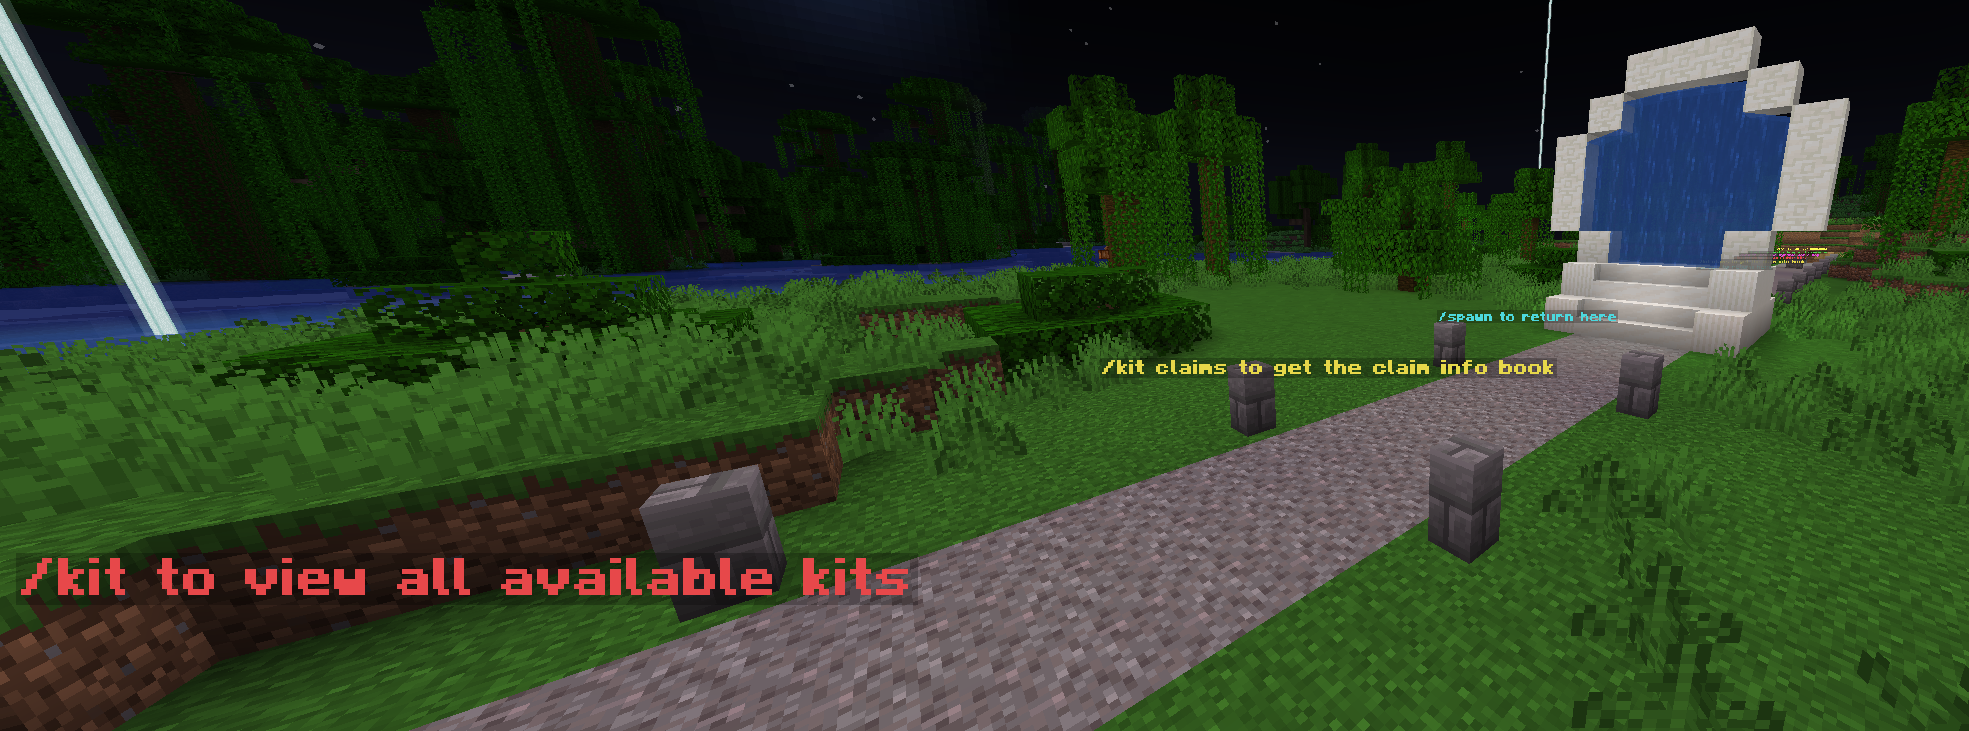 /spawn to return here
/kit claims to get the claim info book
/kit to view all available kits